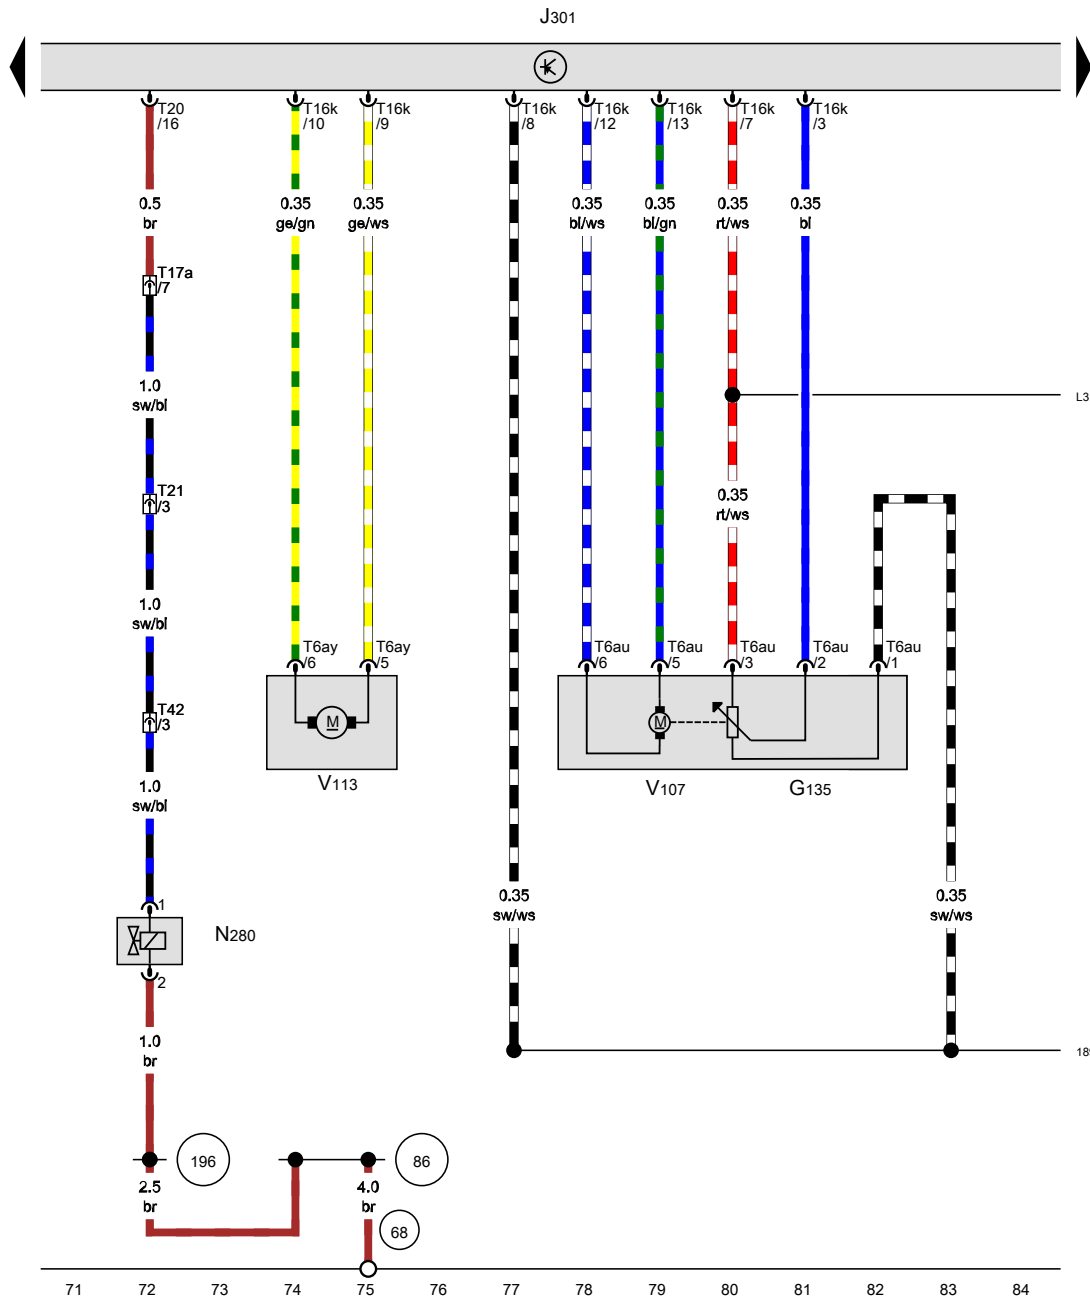 J301
T20
/16
T16k
/10
T16k
/9
T16k
/8
T16k
/12
T16k
/13
T16k
/7
T16k
/3
0.5
br
0.35
ge/gn
0.35
ge/ws
0.35
bl/ws
0.35
bl/gn
0.35
rt/ws
0.35
bl
T17a
/7
1.0
sw/bl
L3
T21
/3
0.35
rt/ws
1.0
sw/bl
T6ay
/6
T6ay
/5
T6au
/6
T6au
/5
T6au
/3
T6au
/2
T6au
/1
T42
/3
M
M
V113
V107
G135
1.0
sw/bl
1
0.35
sw/ws
0.35
sw/ws
N280
2
1.0
br
18
196
86
2.5
br
4.0
br
68
71 72 73 74 75 76 77 78 79 80 81 82 83 84